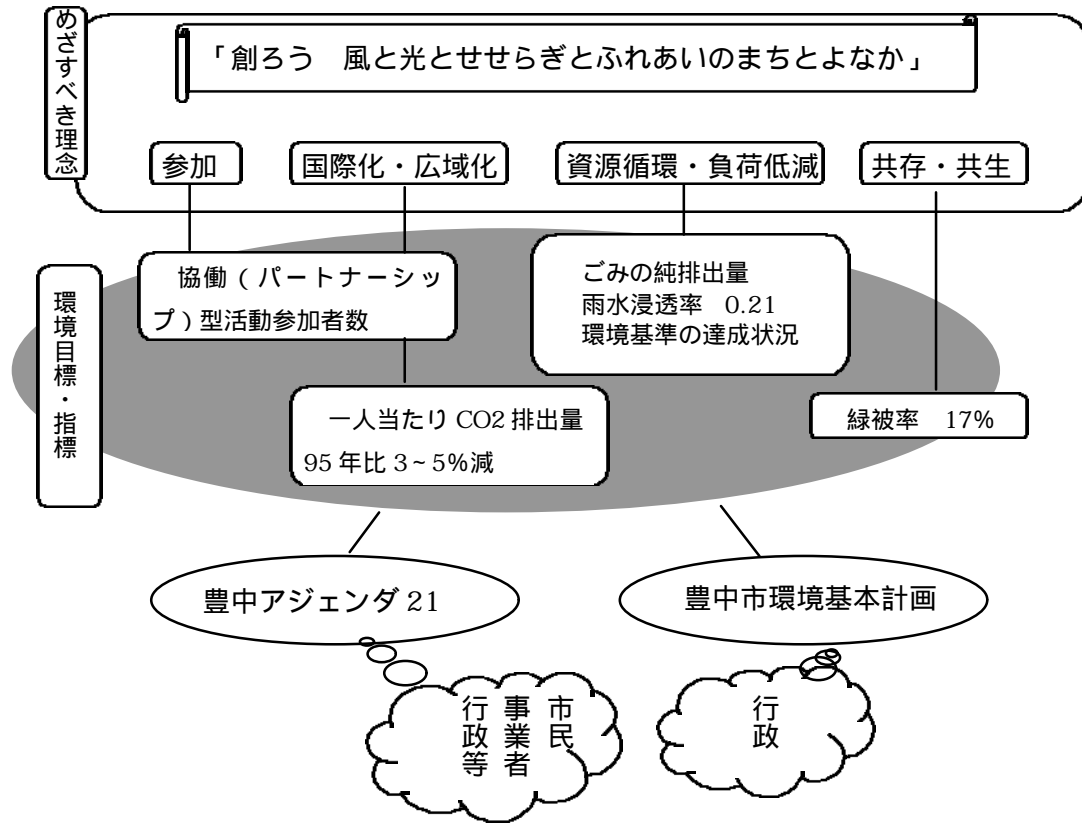 めざすべき理念
「創ろう　風と光とせせらぎとふれあいのまちとよなか」
参加
国際化・広域化
資源循環・負荷低減
共存・共生
環境目標・指標
協働（パートナーシッ
プ）型活動参加者数
ごみの純排出量
雨水浸透率　0.21
環境基準の達成状況
一人当たり CO2 排出量
95 年比 3~5%減
緑被率　17%
豊中アジェンダ 21
豊中市環境基本計画
市民
事業者
行政等
行政